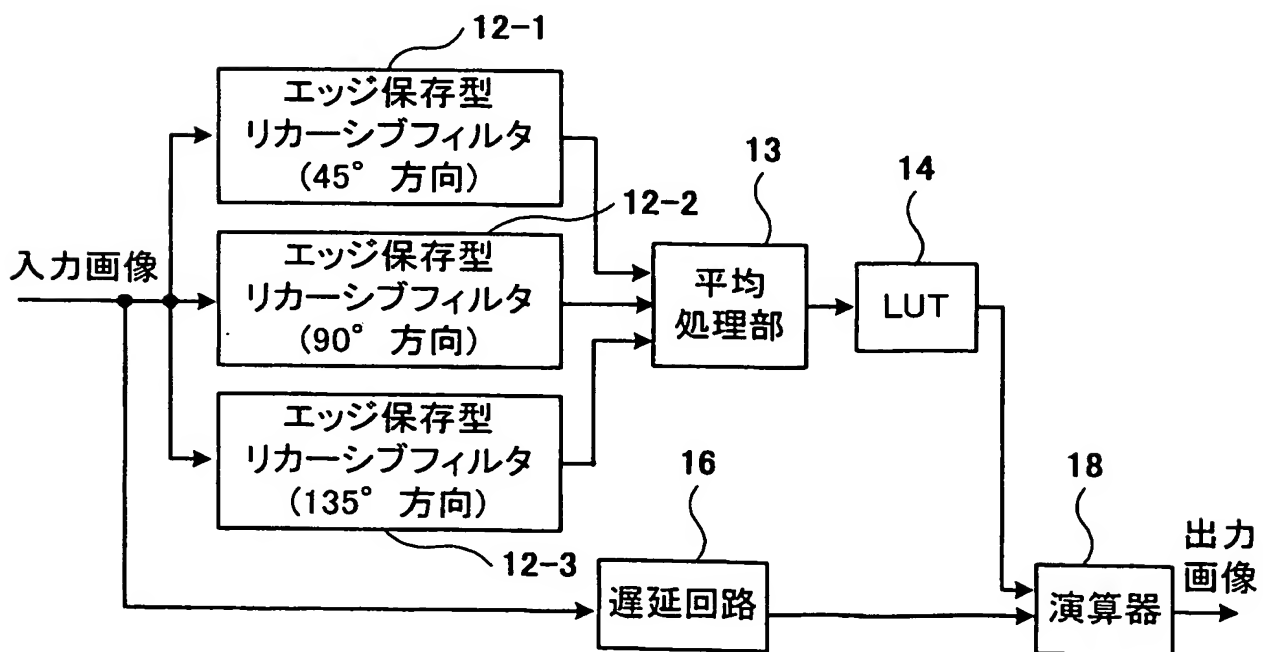 12-1
エッジ保存型
リカーシブフィルタ
(45° 方向)
12-2
エッジ保存型
リカーシブフィルタ
(90° 方向)
入力画像
エッジ保存型
リカーシブフィルタ
(135° 方向)
12-3
13
平均
処理部
14
LUT
16
遅延回路
18
演算器
出力
画像